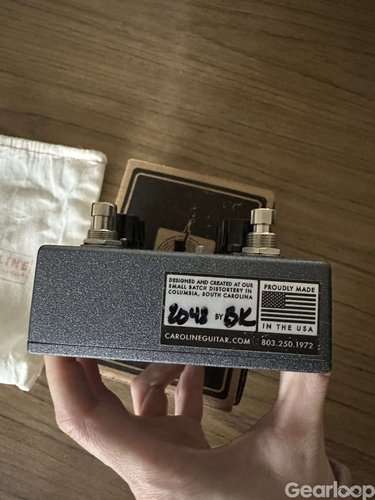 LINE
DESIGNED AND CREATED AT OUR
SMALL BATCH DISTORTERY IN
COLUMBIA, SOUTH CAROLINA
2048 BY BK
CAROLINEGUITAR.COM
PROUDLY MADE
IN THE USA
803.250.1972
Gearloop